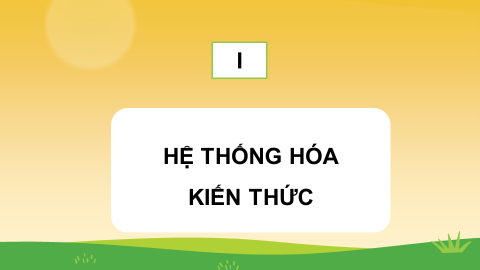 I
HỆ THỐNG HÓA
KIẾN THỨC